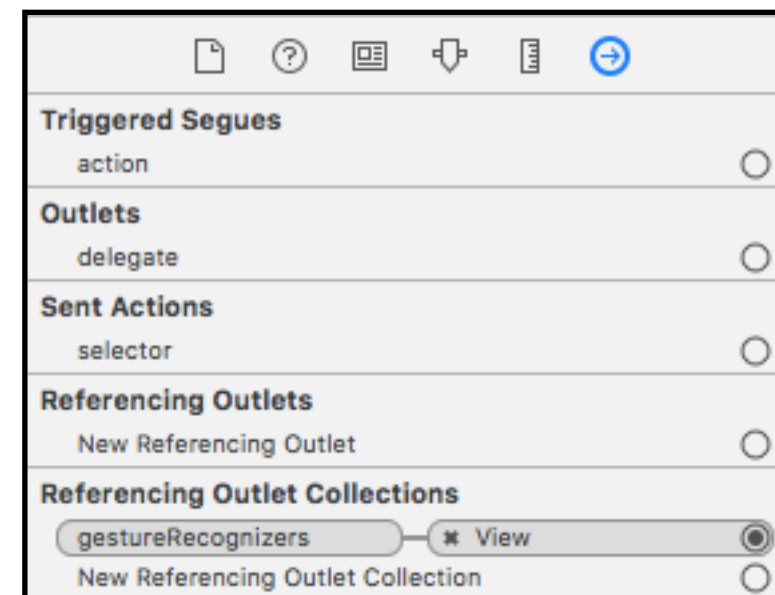 Triggered Segues
action
Outlets
delegate
Sent Actions
selector
Referencing Outlets
New Referencing Outlet
Referencing Outlet Collections
gestureRecognizers ✖ View
New Referencing Outlet Collection